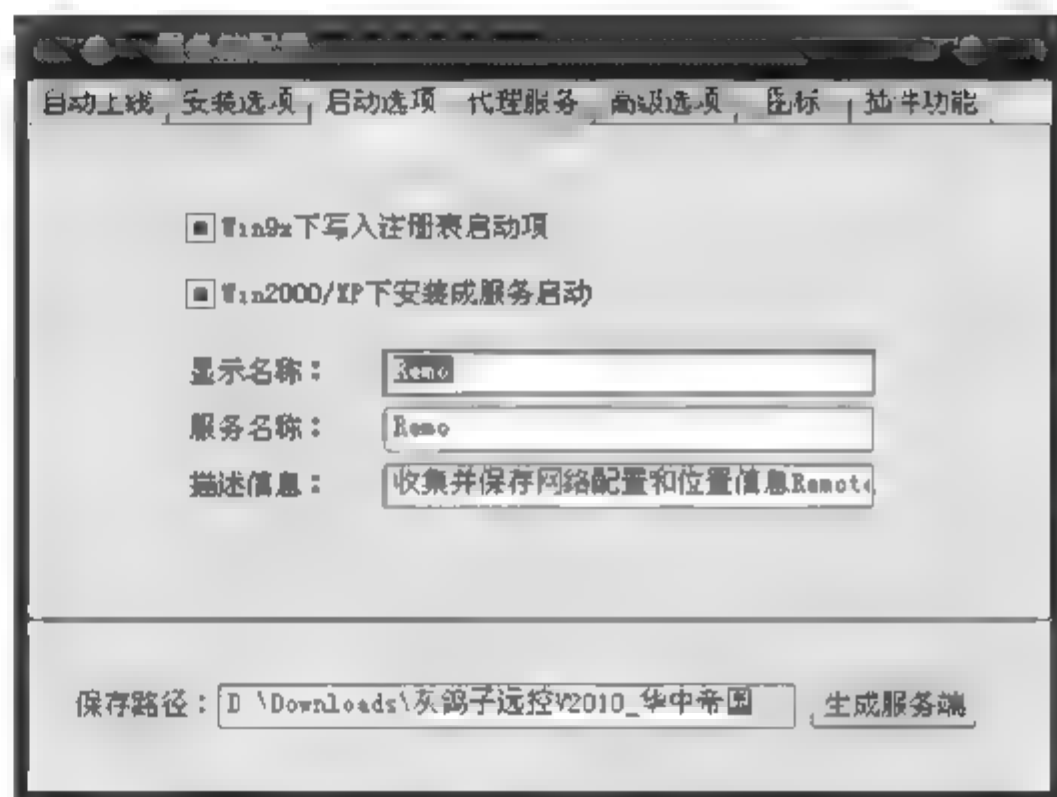 自动上线 安装选项 启动选项 代理服务 高级选项 图标 插件功能
Win9x下写入注册表启动项
Win2000/XP下安装成服务启动
显示名称： Remo
服务名称： Remo
描述信息： 收集并保存网络配置和位置信息Remote
保存路径： D:\Downloads\灰鸽子远控V2010_华中帝国 生成服务端